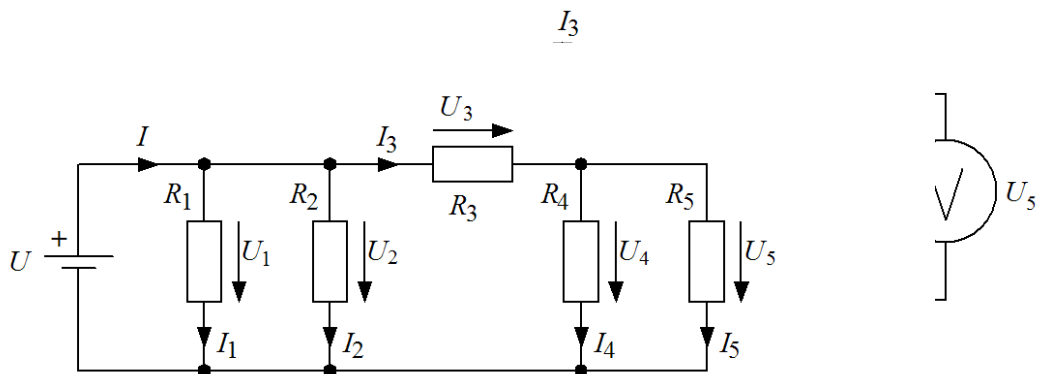 I3
U3
I I3
R1 R2 R3 R4 R5
U + U1 U2 U4 U5 V U5
I1 I2 I4 I5